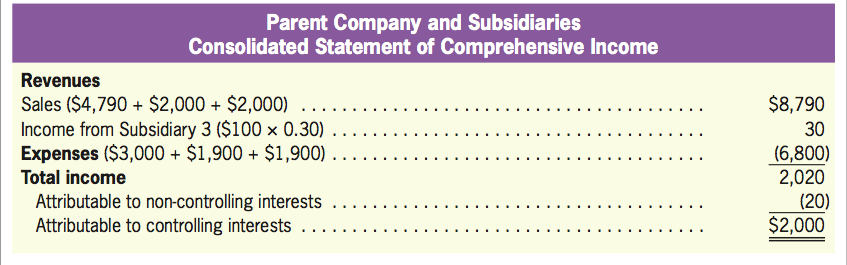 Parent Company and Subsidiaries
Consolidated Statement of Comprehensive Income
Revenues
Sales ($4,790 + $2,000 + $2,000) . . . . . . . . . . . . . . . . . . . . . . . . . . . . . . . . . . . . . . . . $8,790
Income from Subsidiary 3 ($100 × 0.30) . . . . . . . . . . . . . . . . . . . . . . . . . . . . . . . . . . . . . 30
Expenses ($3,000 + $1,900 + $1,900) . . . . . . . . . . . . . . . . . . . . . . . . . . . . . . . . . . . . . (6,800)
Total income 2,020
Attributable to non-controlling interests . . . . . . . . . . . . . . . . . . . . . . . . . . . . . . . . . . . . . (20)
Attributable to controlling interests . . . . . . . . . . . . . . . . . . . . . . . . . . . . . . . . . . . . . . . . $2,000